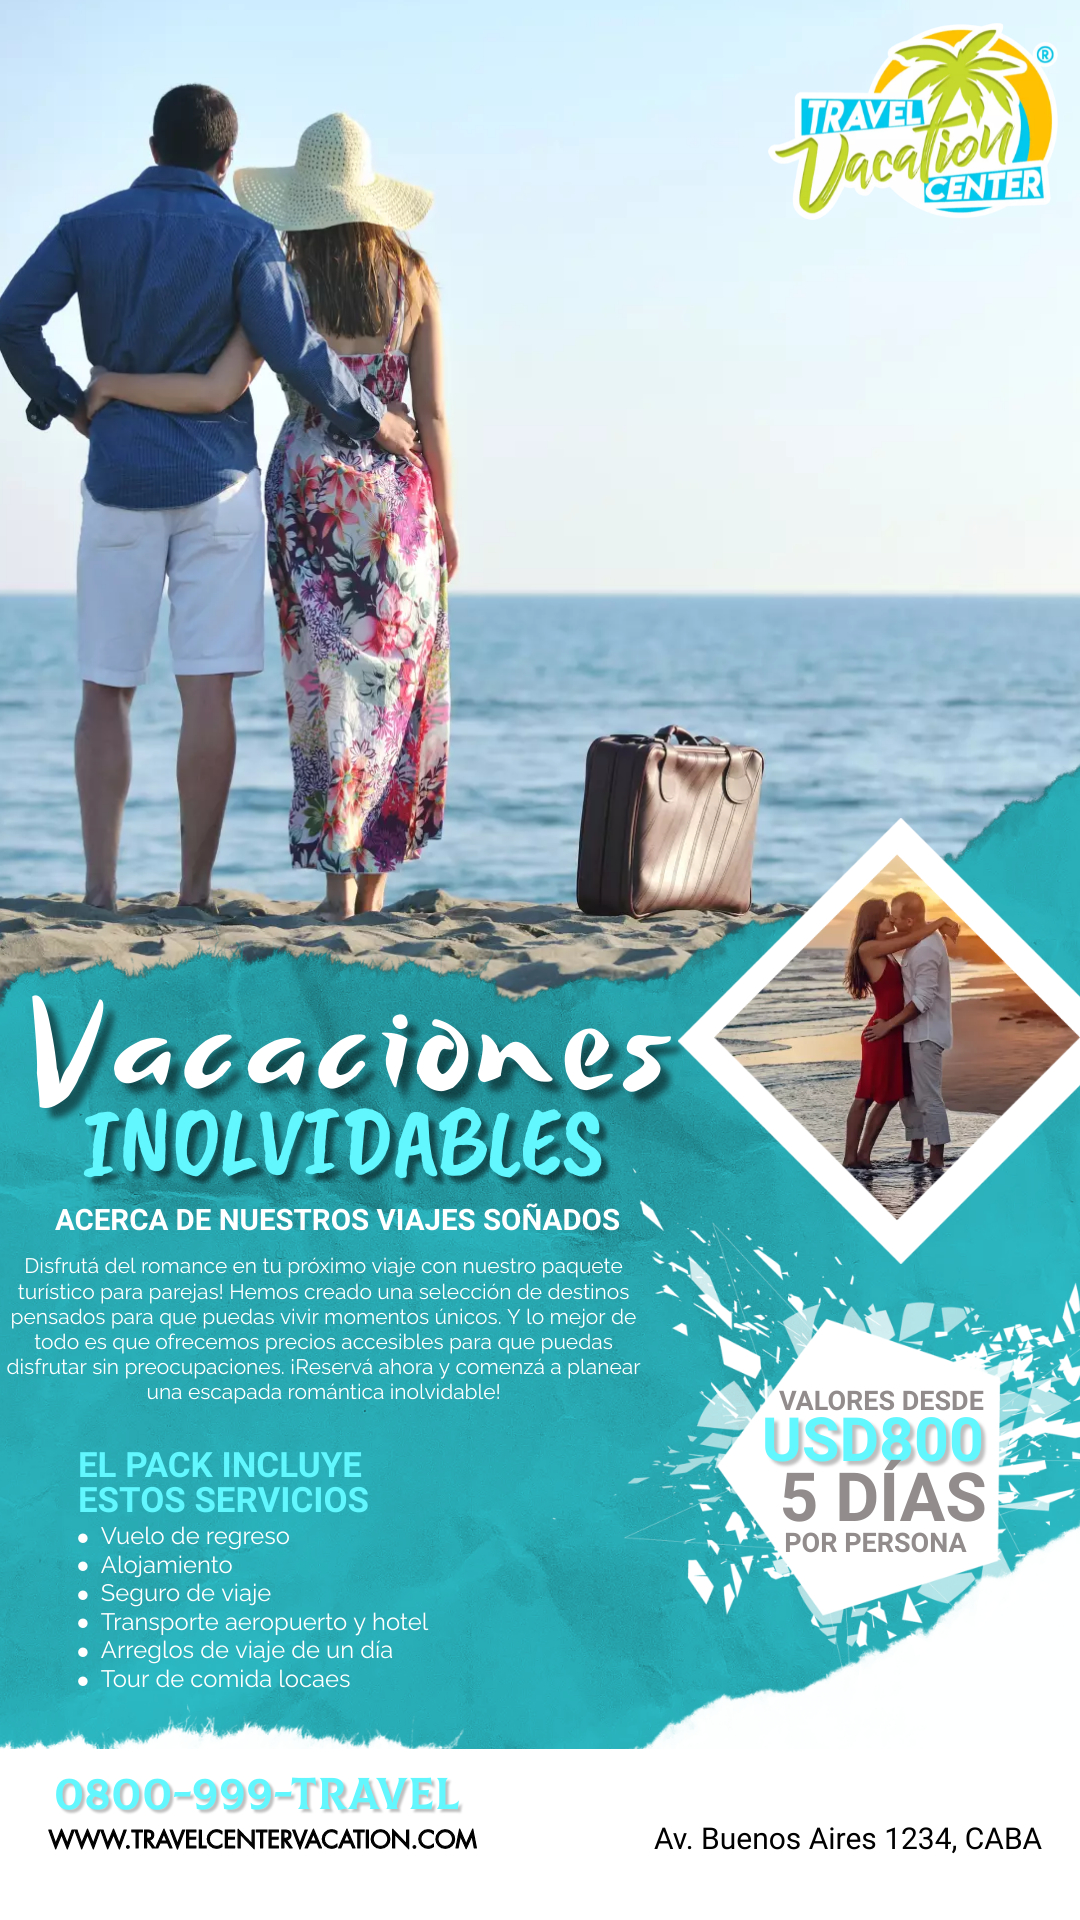 TRAVEL
Vacation
CENTER
®
Vacaciones
INOLVIDABLES
ACERCA DE NUESTROS VIAJES SOÑADOS
Disfrutá del romance en tu próximo viaje con nuestro paquete
turístico para parejas! Hemos creado una selección de destinos
pensados para que puedas vivir momentos únicos. Y lo mejor de
todo es que ofrecemos precios accesibles para que puedas
disfrutar sin preocupaciones. ¡Reservá ahora y comenzá a planear
una escapada romántica inolvidable!
EL PACK INCLUYE
ESTOS SERVICIOS
• Vuelo de regreso
• Alojamiento
• Seguro de viaje
• Transporte aeropuerto y hotel
• Arreglos de viaje de un día
• Tour de comida locaes
VALORES DESDE
USD800
5 DÍAS
POR PERSONA
0800-999-TRAVEL
WWW.TRAVELCENTERVACATION.COM
Av. Buenos Aires 1234, CABA